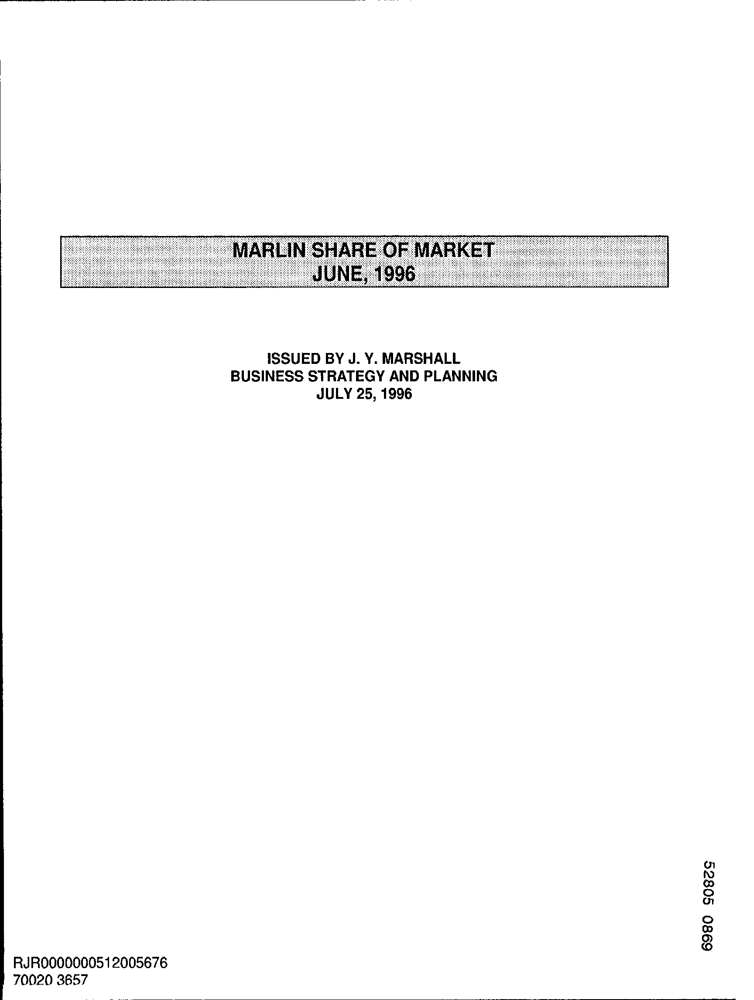 MARLIN SHARE OF MARKET
JUNE, 1996
ISSUED BY J. Y. MARSHALL
BUSINESS STRATEGY AND PLANNING
JULY 25, 1996
52805 0869
RJR0000000512005676
70020 3657